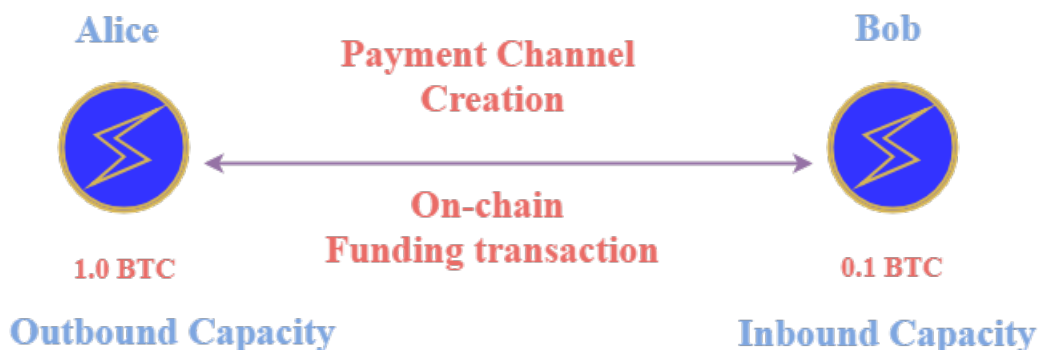 Alice
Bob
Payment Channel
Creation
On-chain
Funding transaction
1.0 BTC
0.1 BTC
Outbound Capacity
Inbound Capacity